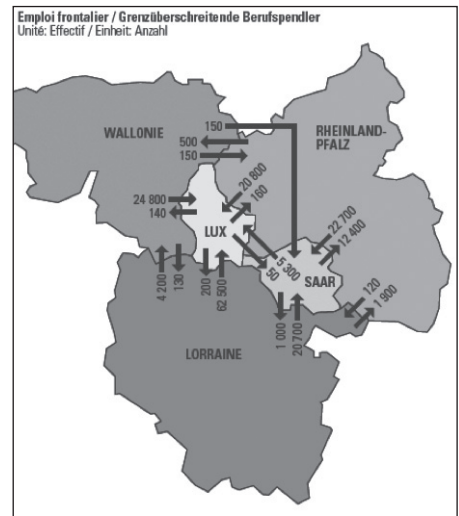 Emploi frontalier / Grenzüberschreitende Berufspendler
Unité: Effectif / Einheit: Anzahl
WALLONIE
150
RHEINLAND-
PFALZ
500
150
24 800
140
20 800
160
LUX
22 700
12 400
5 300
50
SAAR
4 200
130
200
62 500
1 000
20 700
120
1 900
LORRAINE